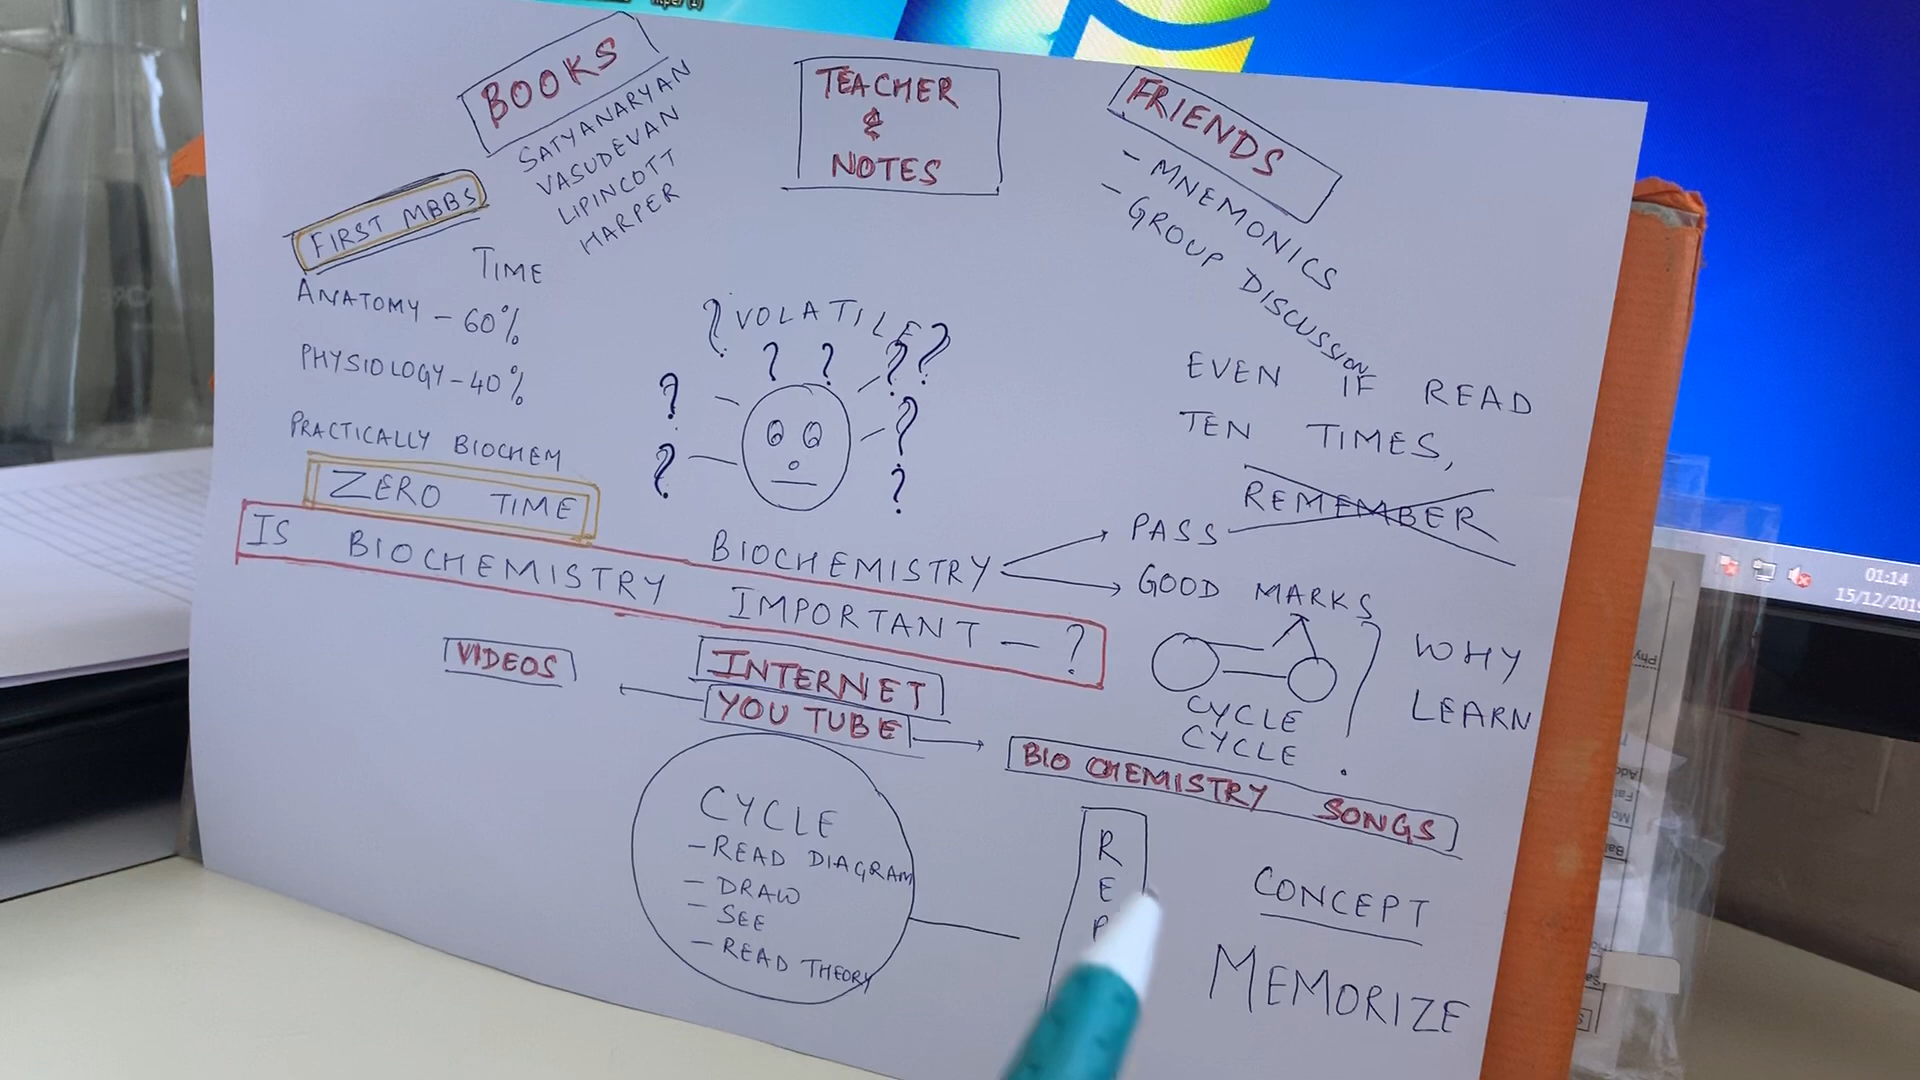 BOOKS
SATYANARYAN
VASUDEVAN
LIPINCOTT
HARPER
TEACHER
&
NOTES
FRIENDS
- MNEMONICS
- GROUP DISCUSSION
FIRST MBBS
TIME
ANATOMY - 60%
PHYSIOLOGY - 40%
PRACTICALLY BIOCHEM
ZERO TIME
? VOLATILE ?
? ? ??
? ?
? ?
EVEN IF READ
TEN TIMES,
REMEMBER
BIOCHEMISTRY
PASS
GOOD MARKS
IS BIOCHEMISTRY IMPORTANT - ?
CYCLE
CYCLE
WHY
LEARN
VIDEOS
INTERNET
YOU TUBE
BIO CHEMISTRY SONGS
CYCLE
- READ DIAGRAM
- DRAW
- SEE
- READ THEORY
R
E
P
CONCEPT
MEMORIZE
01:14